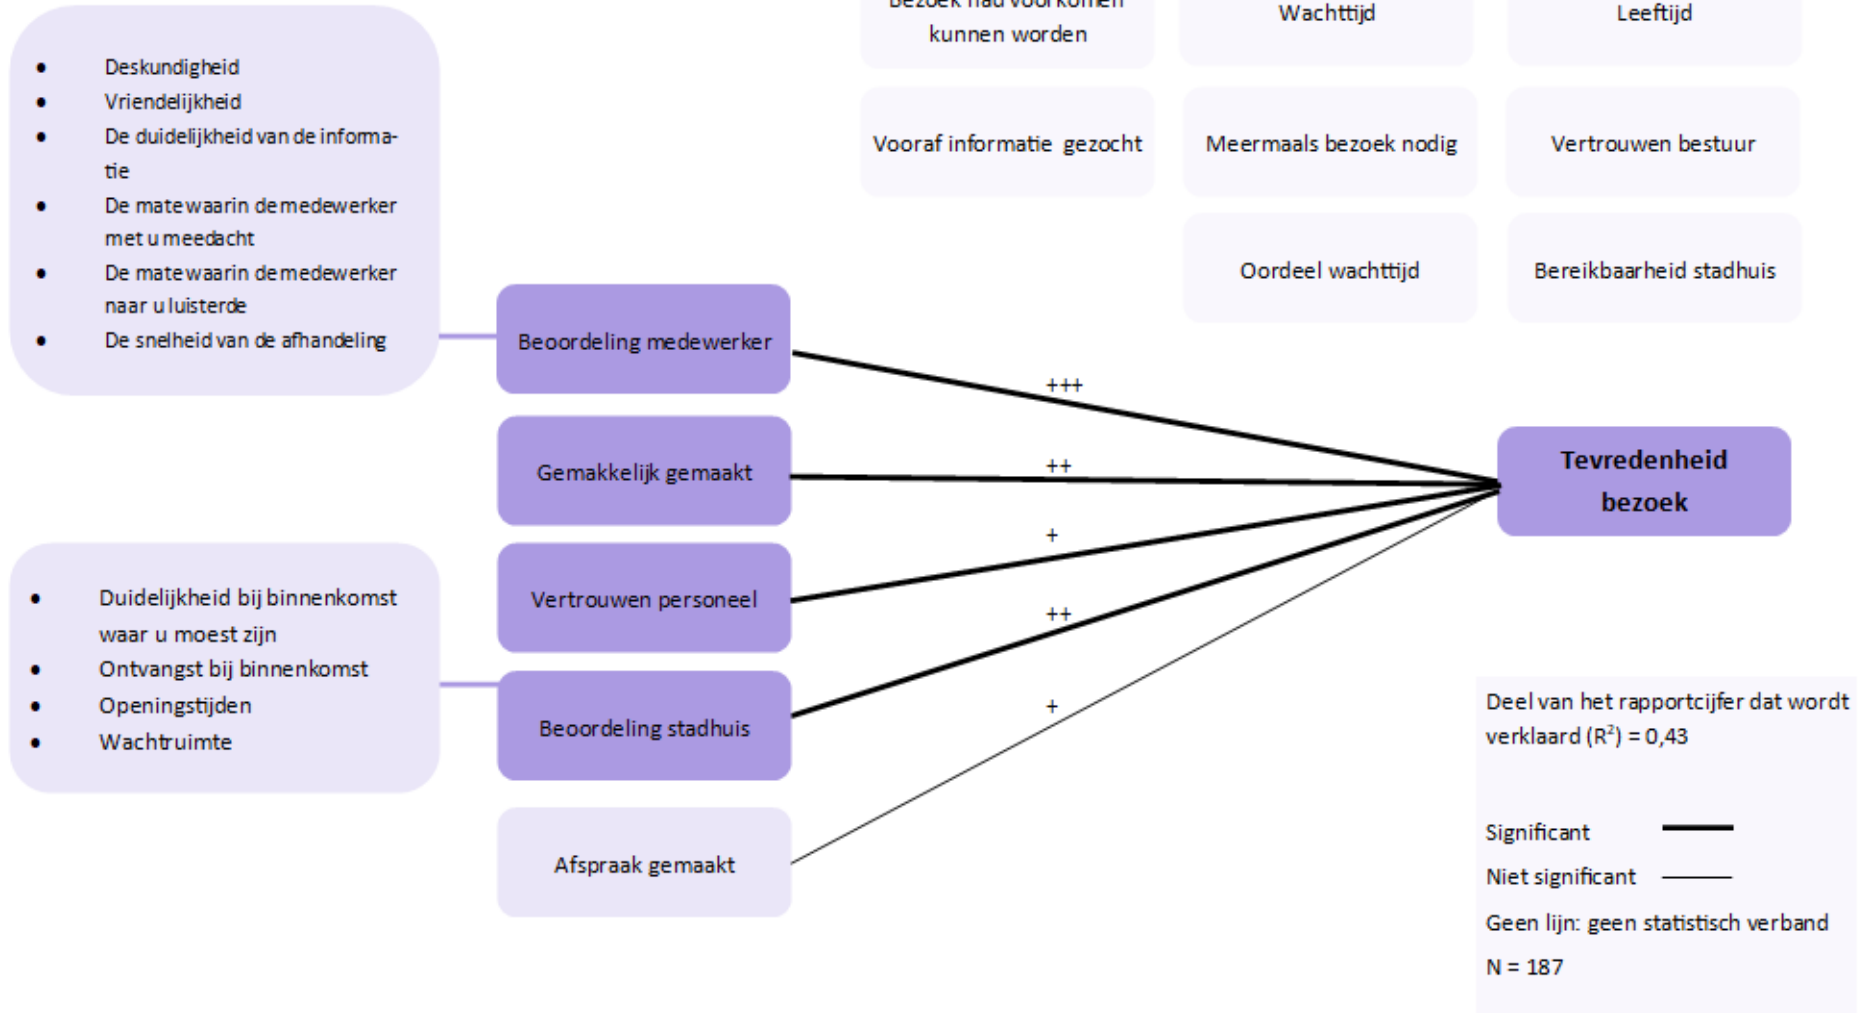 Deskundigheid
Vriendelijkheid
De duidelijkheid van de informa-
tie
De mate waarin de medewerker
met u meedacht
De mate waarin de medewerker
naar u luisterde
De snelheid van de afhandeling
Bezoek had voorkomen
kunnen worden
Wachttijd
Leeftijd
Vooraf informatie gezocht
Meermaals bezoek nodig
Vertrouwen bestuur
Oordeel wachttijd
Bereikbaarheid stadhuis
Beoordeling medewerker
Gemakkelijk gemaakt
Vertrouwen personeel
Beoordeling stadhuis
Afspraak gemaakt
+++
++
+
++
+
Tevredenheid
bezoek
Duidelijkheid bij binnenkomst
waar u moest zijn
Ontvangst bij binnenkomst
Openingstijden
Wachtruimte
Deel van het rapportcijfer dat wordt
verklaard (R²) = 0,43
Significant
Niet significant
Geen lijn: geen statistisch verband
N = 187